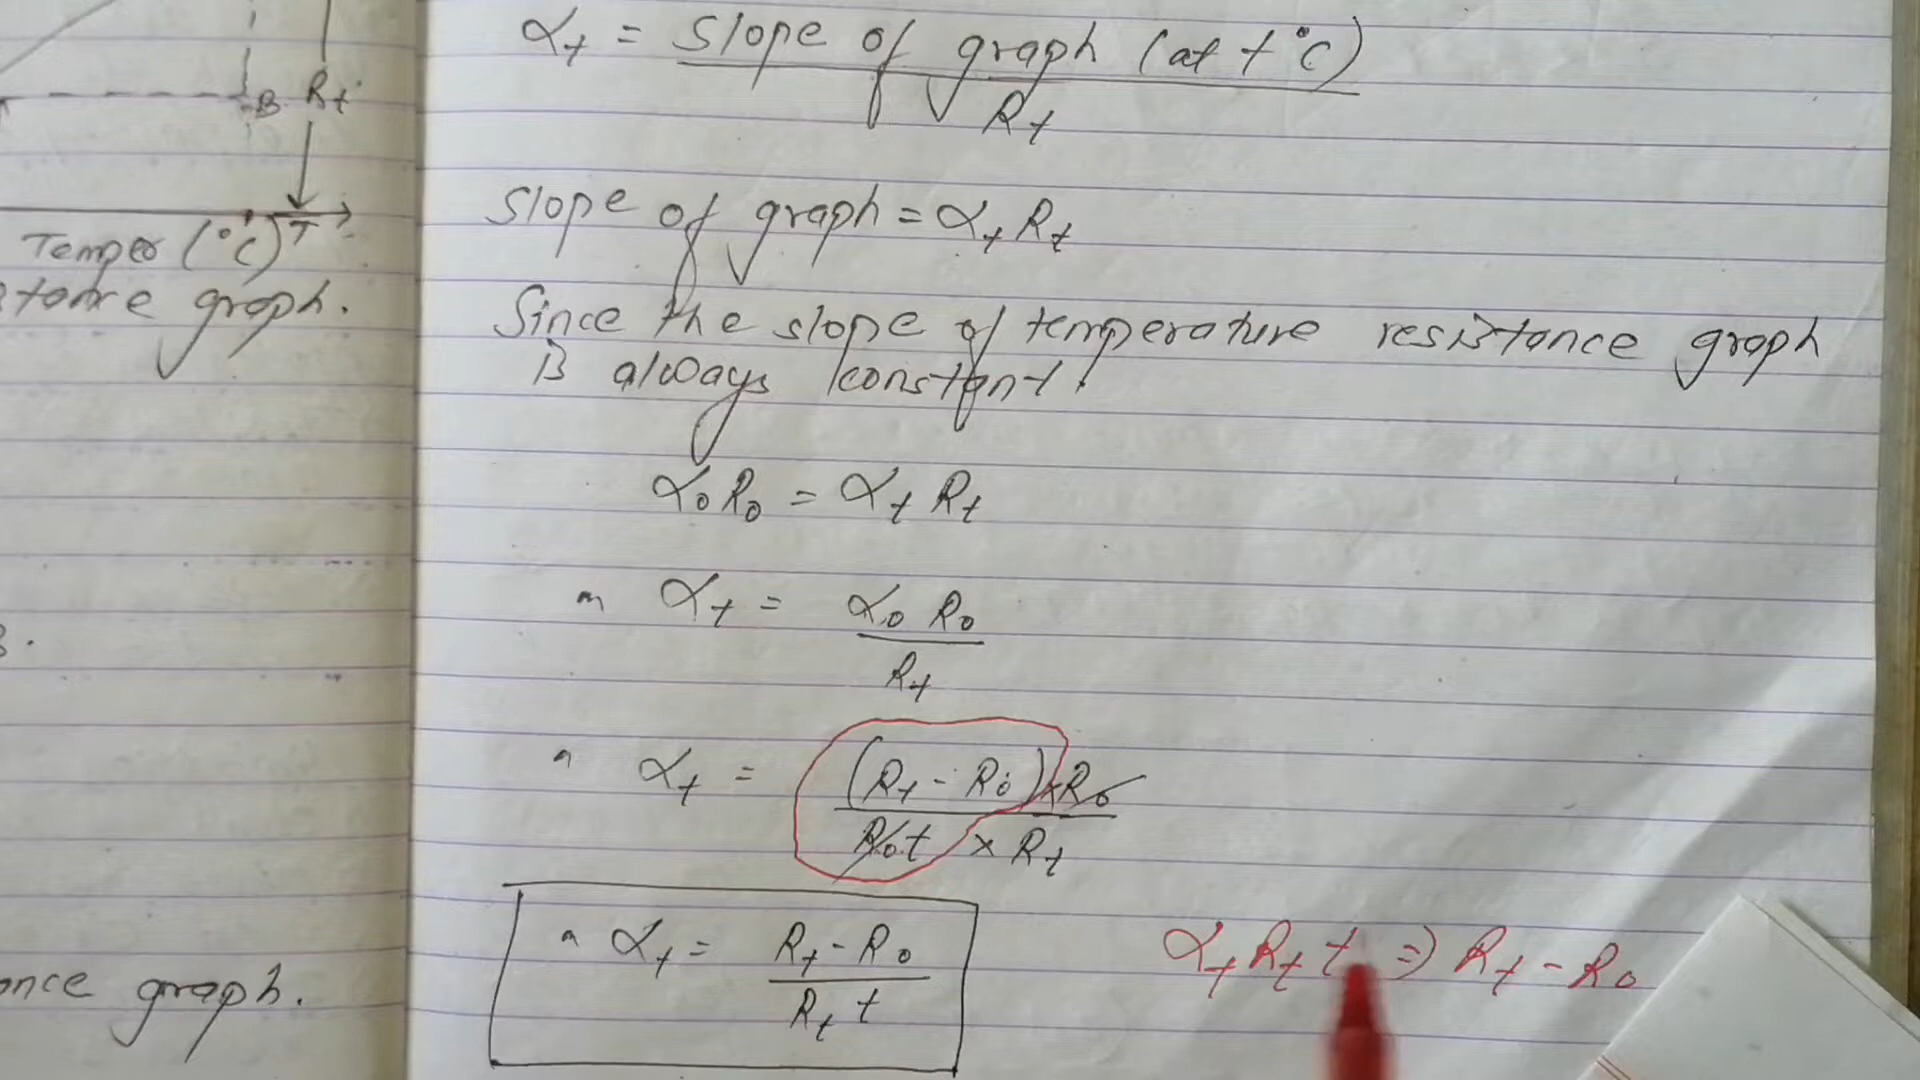 B Rt
T
Temper (°C)
graph.
graph.
αt = Slope of graph (at t °C)
Rt
Slope of graph = αt Rt
Since the slope of temperature resistance graph
is always constant.
α0 R0 = αt Rt
αt = α0 R0
Rt
αt = (Rt - R0) × R0
R0 t × Rt
αt = Rt - R0
Rt t
αt Rt t ⇒ Rt - R0